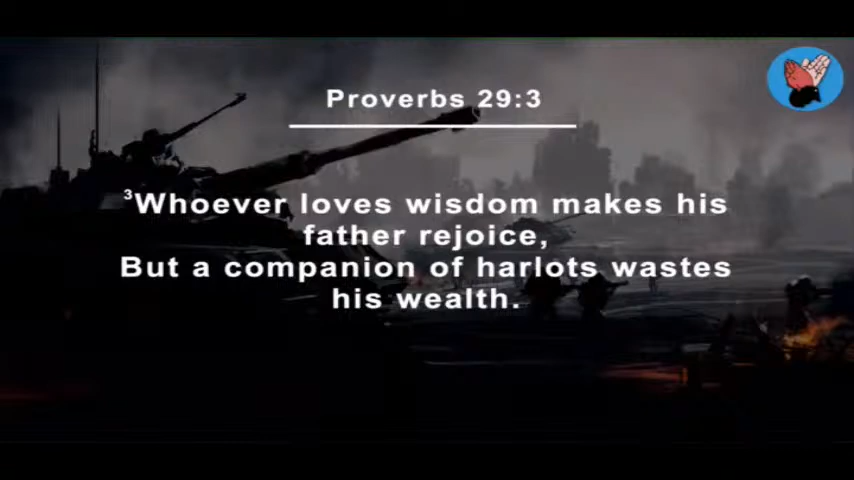 Proverbs 29:3
³Whoever loves wisdom makes his
father rejoice,
But a companion of harlots wastes
his wealth.